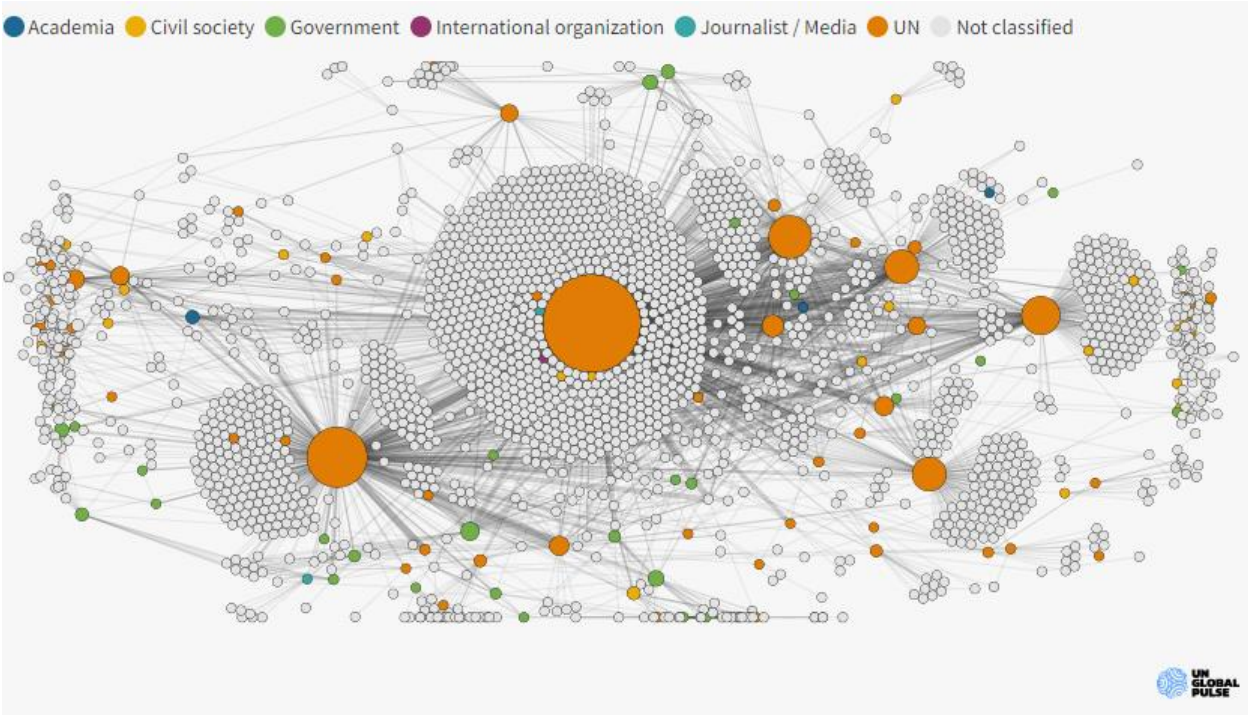 Academia Civil society Government International organization Journalist / Media UN Not classified
UN
GLOBAL
PULSE